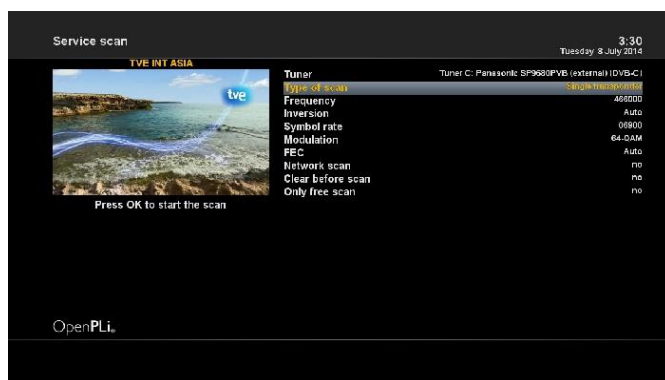 Service scan
3:30
Tuesday 8 July 2014
TVE INT ASIA
tve
Tuner Tuner C: Panasonic SP9680PVB (external) (DVB-C)
Type of scan Single transponder
Frequency 466000
Inversion Auto
Symbol rate 06900
Modulation 64-QAM
FEC Auto
Network scan no
Clear before scan no
Only free scan no
Press OK to start the scan
OpenPLi®